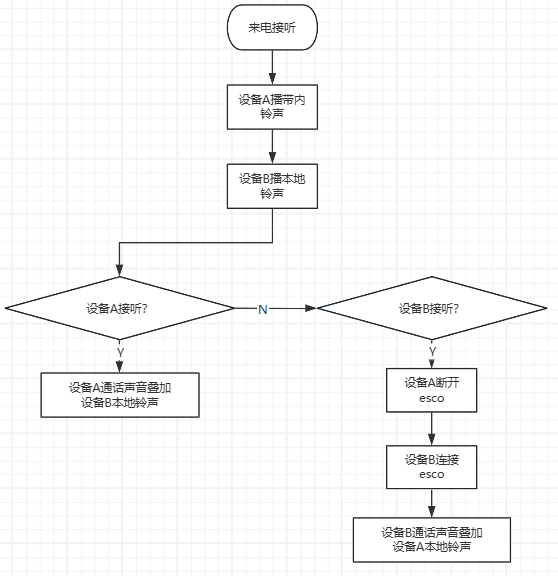 来电接听
设备A播带内
铃声
设备B播本地
铃声
设备A接听?
N
设备B接听?
Y
设备A通话声音叠加
设备B本地铃声
Y
设备A断开
esco
设备B连接
esco
设备B通话声音叠加
设备A本地铃声